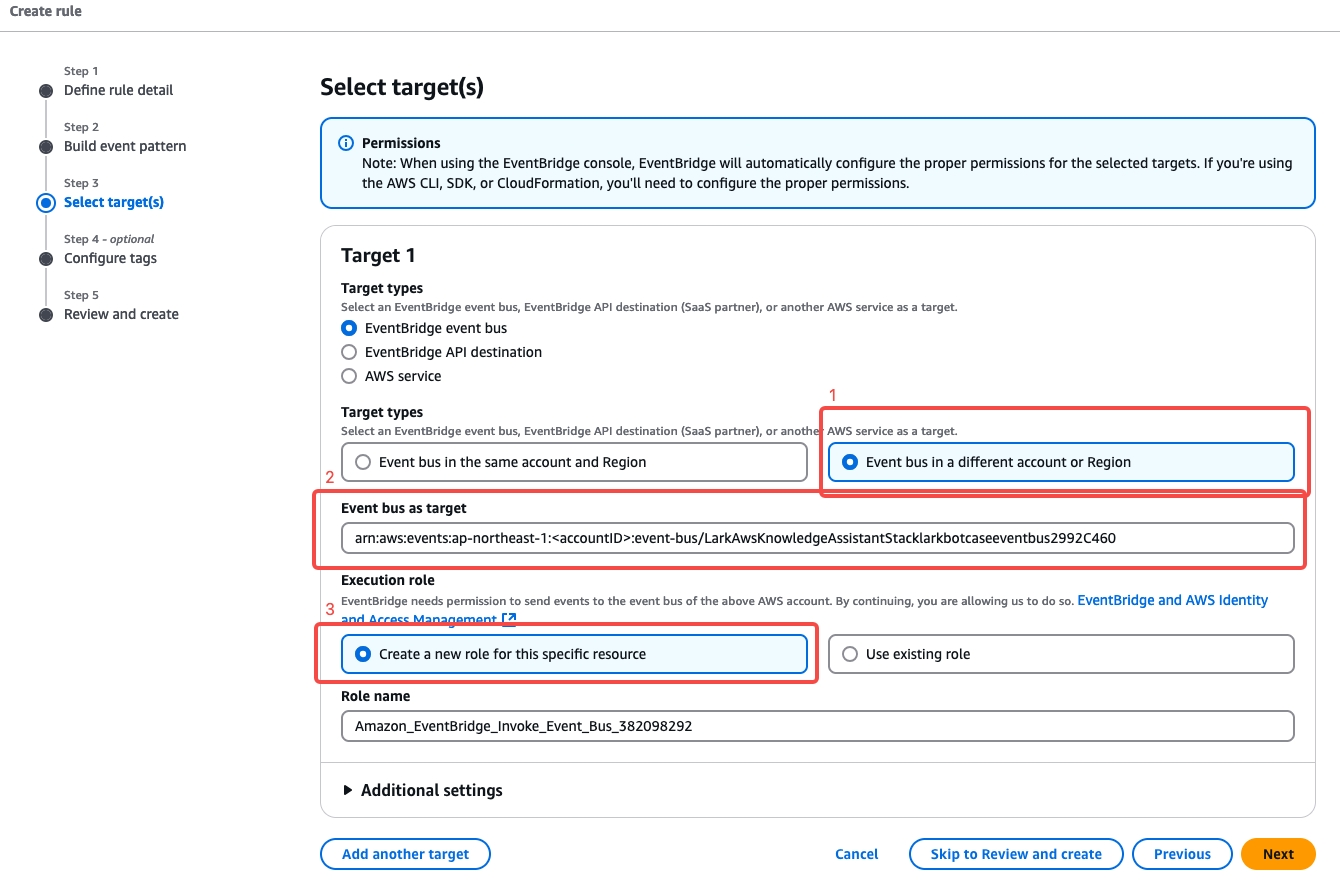 Create rule
Step 1
Define rule detail
Step 2
Build event pattern
Step 3
Select target(s)
Step 4 - optional
Configure tags
Step 5
Review and create
Select target(s)
Permissions
Note: When using the EventBridge console, EventBridge will automatically configure the proper permissions for the selected targets. If you're using
the AWS CLI, SDK, or CloudFormation, you'll need to configure the proper permissions.
Target 1
Target types
Select an EventBridge event bus, EventBridge API destination (SaaS partner), or another AWS service as a target.
EventBridge event bus
EventBridge API destination
AWS service
1
Target types
Select an EventBridge event bus, EventBridge API destination (SaaS partner), or another AWS service as a target.
Event bus in the same account and Region
Event bus in a different account or Region
2
Event bus as target
arn:aws:events:ap-northeast-1:<accountID>:event-bus/LarkAwsKnowledgeAssistantStacklarkbotcaseeventbus2992C460
Execution role
3
EventBridge needs permission to send events to the event bus of the above AWS account. By continuing, you are allowing us to do so. EventBridge and AWS Identity
and Access Management
Create a new role for this specific resource
Use existing role
Role name
Amazon_EventBridge_Invoke_Event_Bus_382098292
Additional settings
Add another target
Cancel
Skip to Review and create
Previous
Next